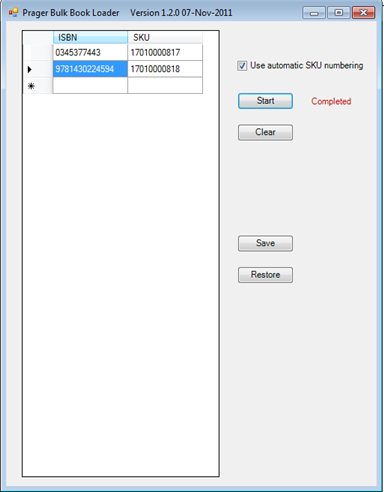 Prager Bulk Book Loader Version 1.2.0 07-Nov-2011
ISBN SKU
0345377443 17010000817
9781430224594 17010000818
Use automatic SKU numbering
Start Completed
Clear
Save
Restore